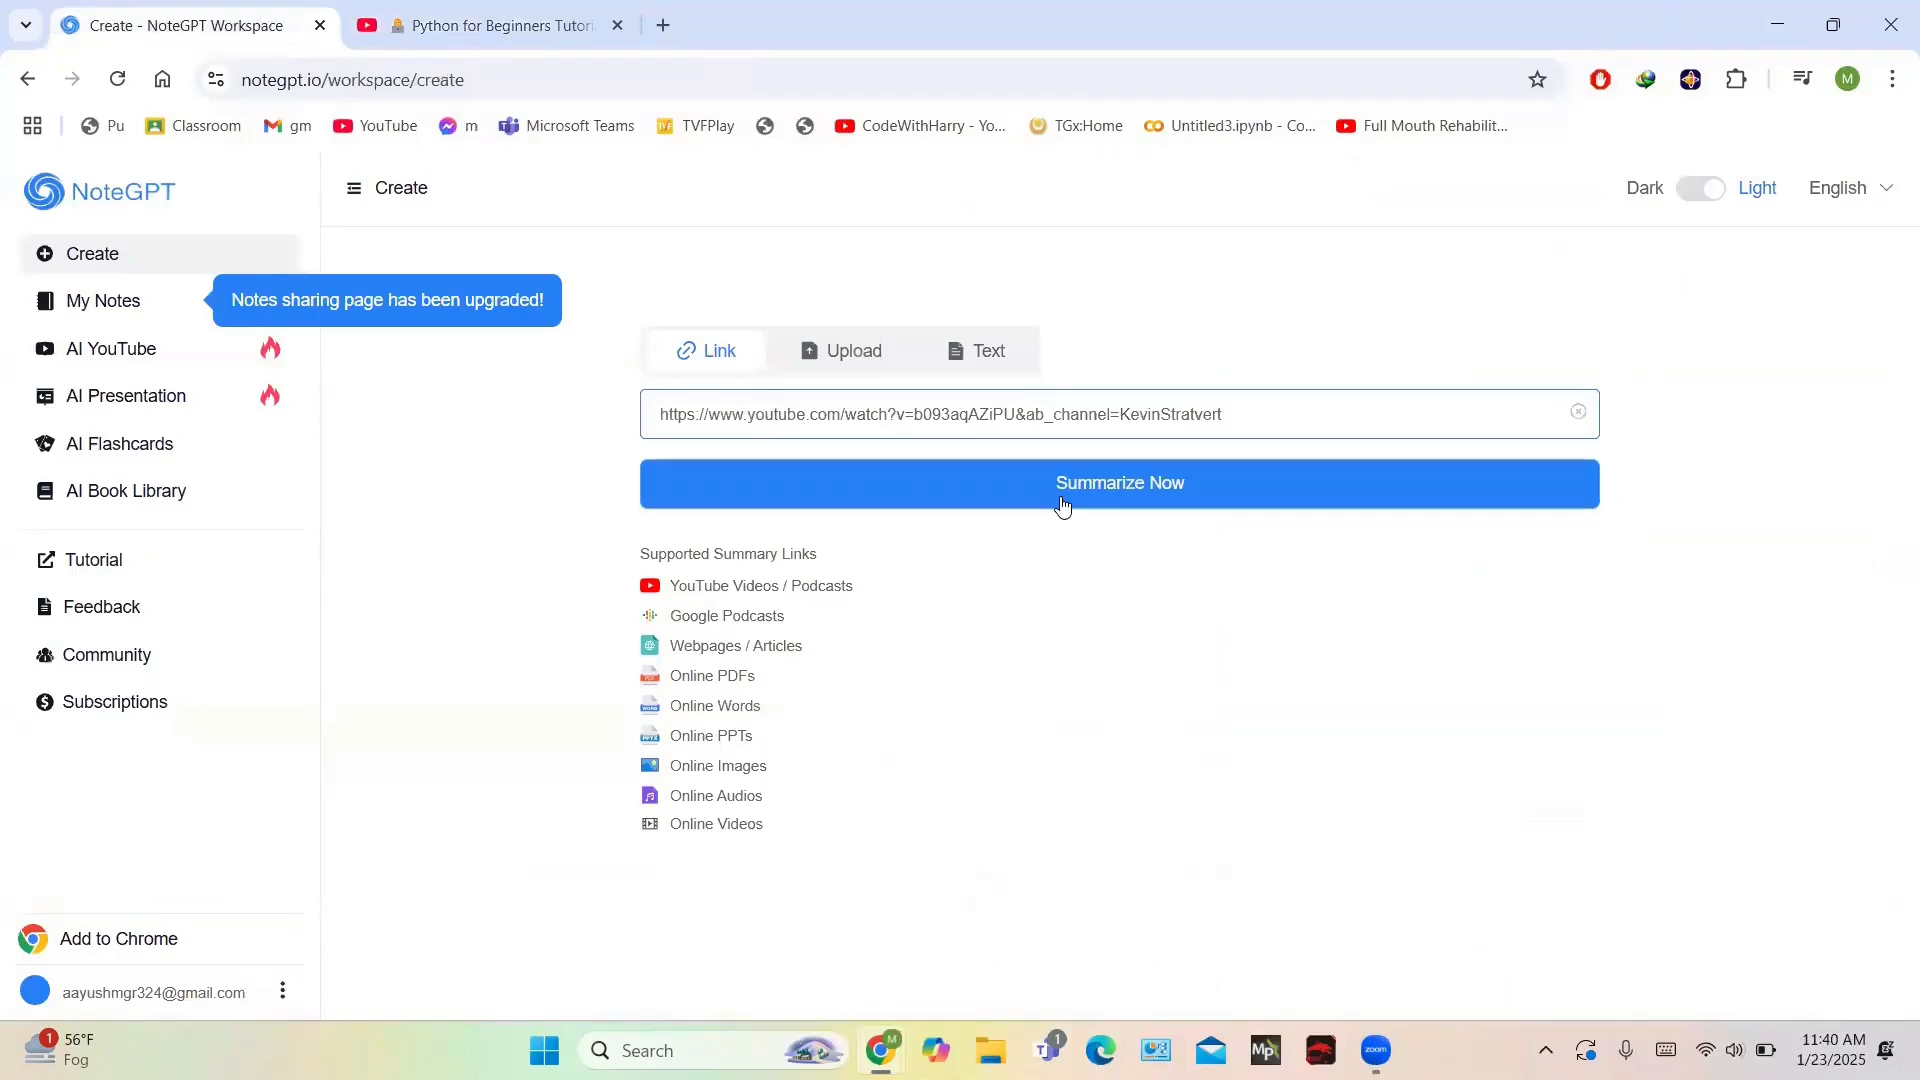 Create - NoteGPT Workspace
Python for Beginners Tutori
notegpt.io/workspace/create
M
Pu
Classroom
gm
YouTube
m
Microsoft Teams
TVFPlay
CodeWithHarry - Yo...
TGx:Home
Untitled3.ipynb - Co...
Full Mouth Rehabilit...
NoteGPT
Create
Dark
Light
English
Create
My Notes
Notes sharing page has been upgraded!
AI YouTube
AI Presentation
AI Flashcards
AI Book Library
Tutorial
Feedback
Community
Subscriptions
Link
Upload
Text
https://www.youtube.com/watch?v=b093aqAZiPU&ab_channel=KevinStratvert
Summarize Now
Supported Summary Links
YouTube Videos / Podcasts
Google Podcasts
Webpages / Articles
Online PDFs
Online Words
Online PPTs
Online Images
Online Audios
Online Videos
Add to Chrome
aayushmgr324@gmail.com
1
56°F
Fog
Search
M
1
Mp
zoom
11:40 AM
1/23/2025